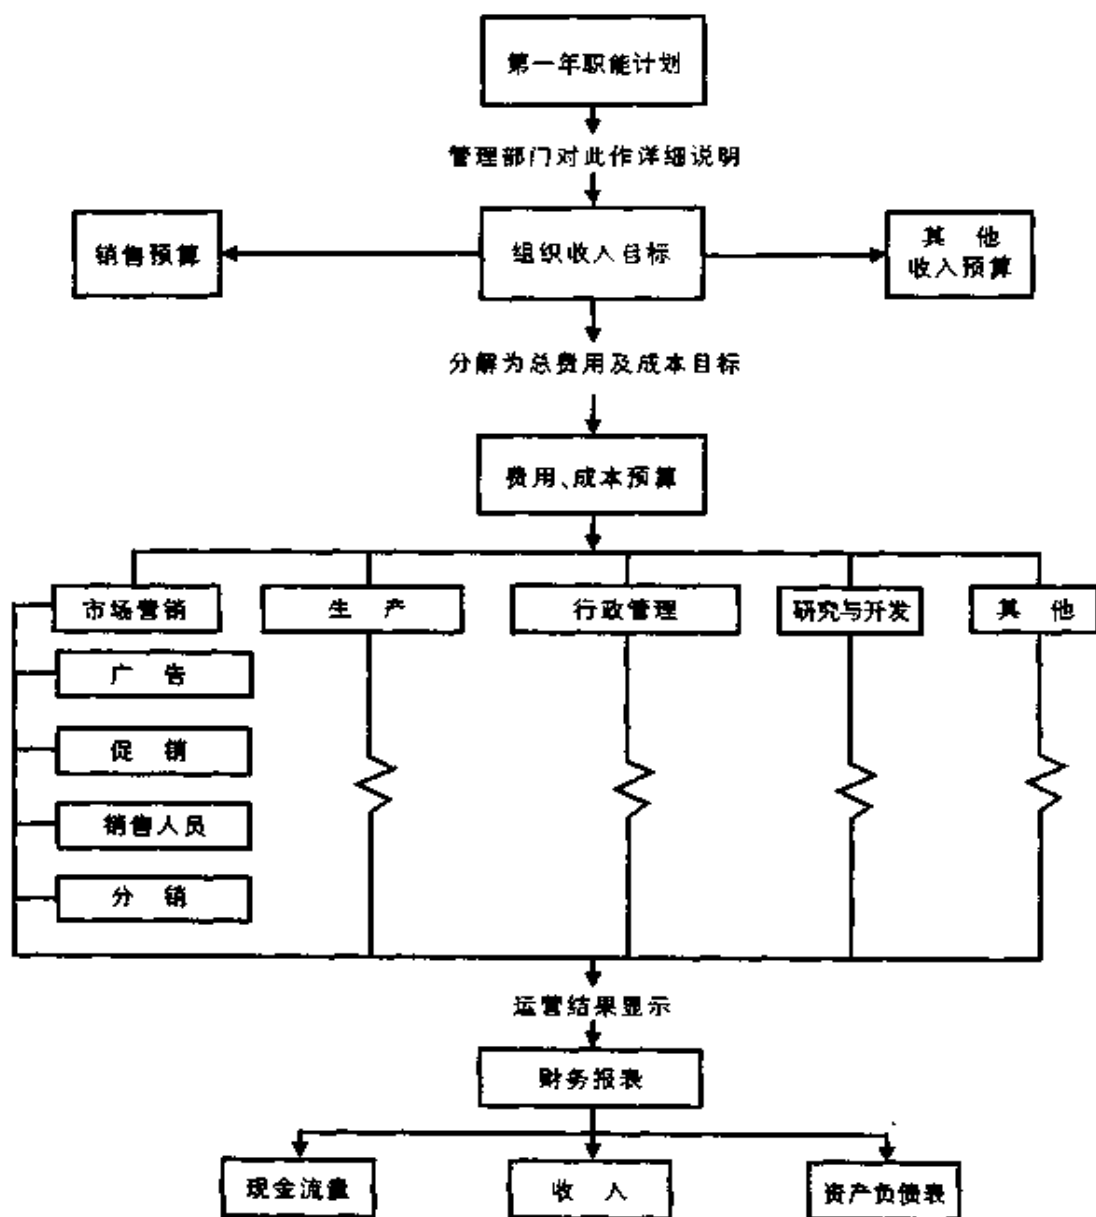 第一年职能计划
管理部门对此作详细说明
销售预算
组织收入目标
其 他
收入预算
分解为总费用及成本目标
费用、成本预算
市场营销
生 产
行政管理
研究与开发
其 他
广 告
促 销
销售人员
分 销
运营结果显示
财务报表
现金流量
收 入
资产负债表